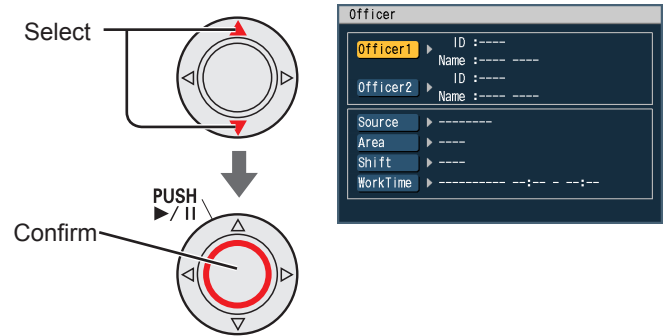 Select
PUSH
►/II
Confirm
Officer
Officer1 ► ID :----
Name :---- ----
Officer2 ► ID :----
Name :---- ----
Source ► --------
Area ► ----
Shift ► ----
WorkTime ► ---------- --:-- - --:--